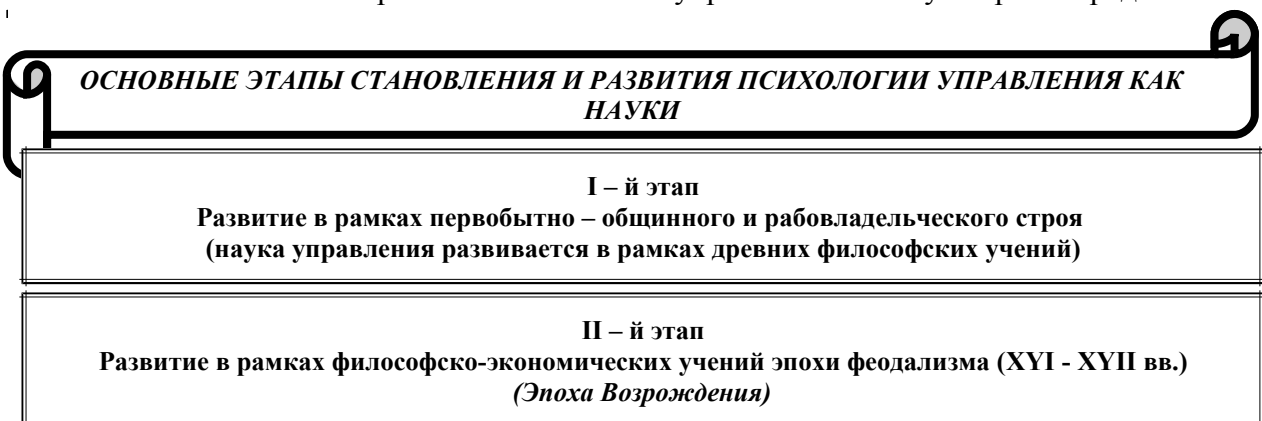 ОСНОВНЫЕ ЭТАПЫ СТАНОВЛЕНИЯ И РАЗВИТИЯ ПСИХОЛОГИИ УПРАВЛЕНИЯ КАК
НАУКИ
I – й этап
Развитие в рамках первобытно – общинного и рабовладельческого строя
(наука управления развивается в рамках древних философских учений)
II – й этап
Развитие в рамках философско-экономических учений эпохи феодализма (XYI - XYII вв.)
(Эпоха Возрождения)